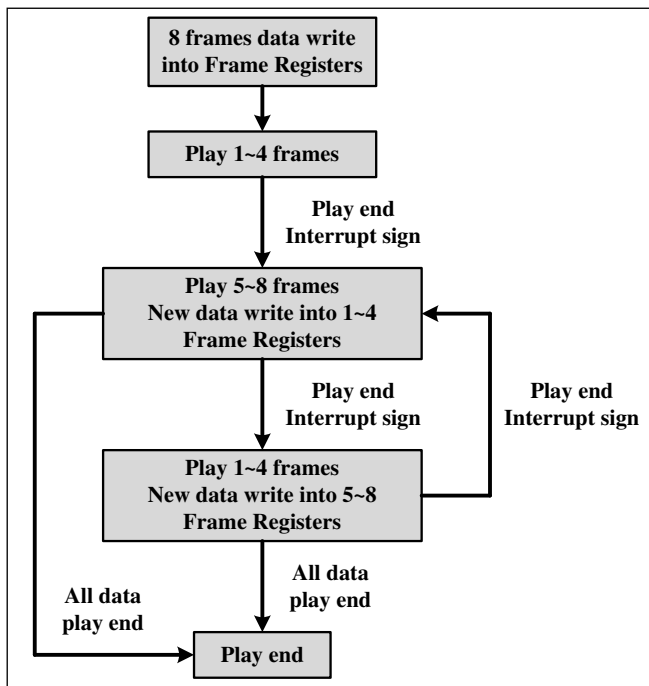 8 frames data write
into Frame Registers
Play 1~4 frames
Play end
Interrupt sign
Play 5~8 frames
New data write into 1~4
Frame Registers
Play end
Interrupt sign
Play end
Interrupt sign
Play 1~4 frames
New data write into 5~8
Frame Registers
All data
play end
All data
play end
Play end